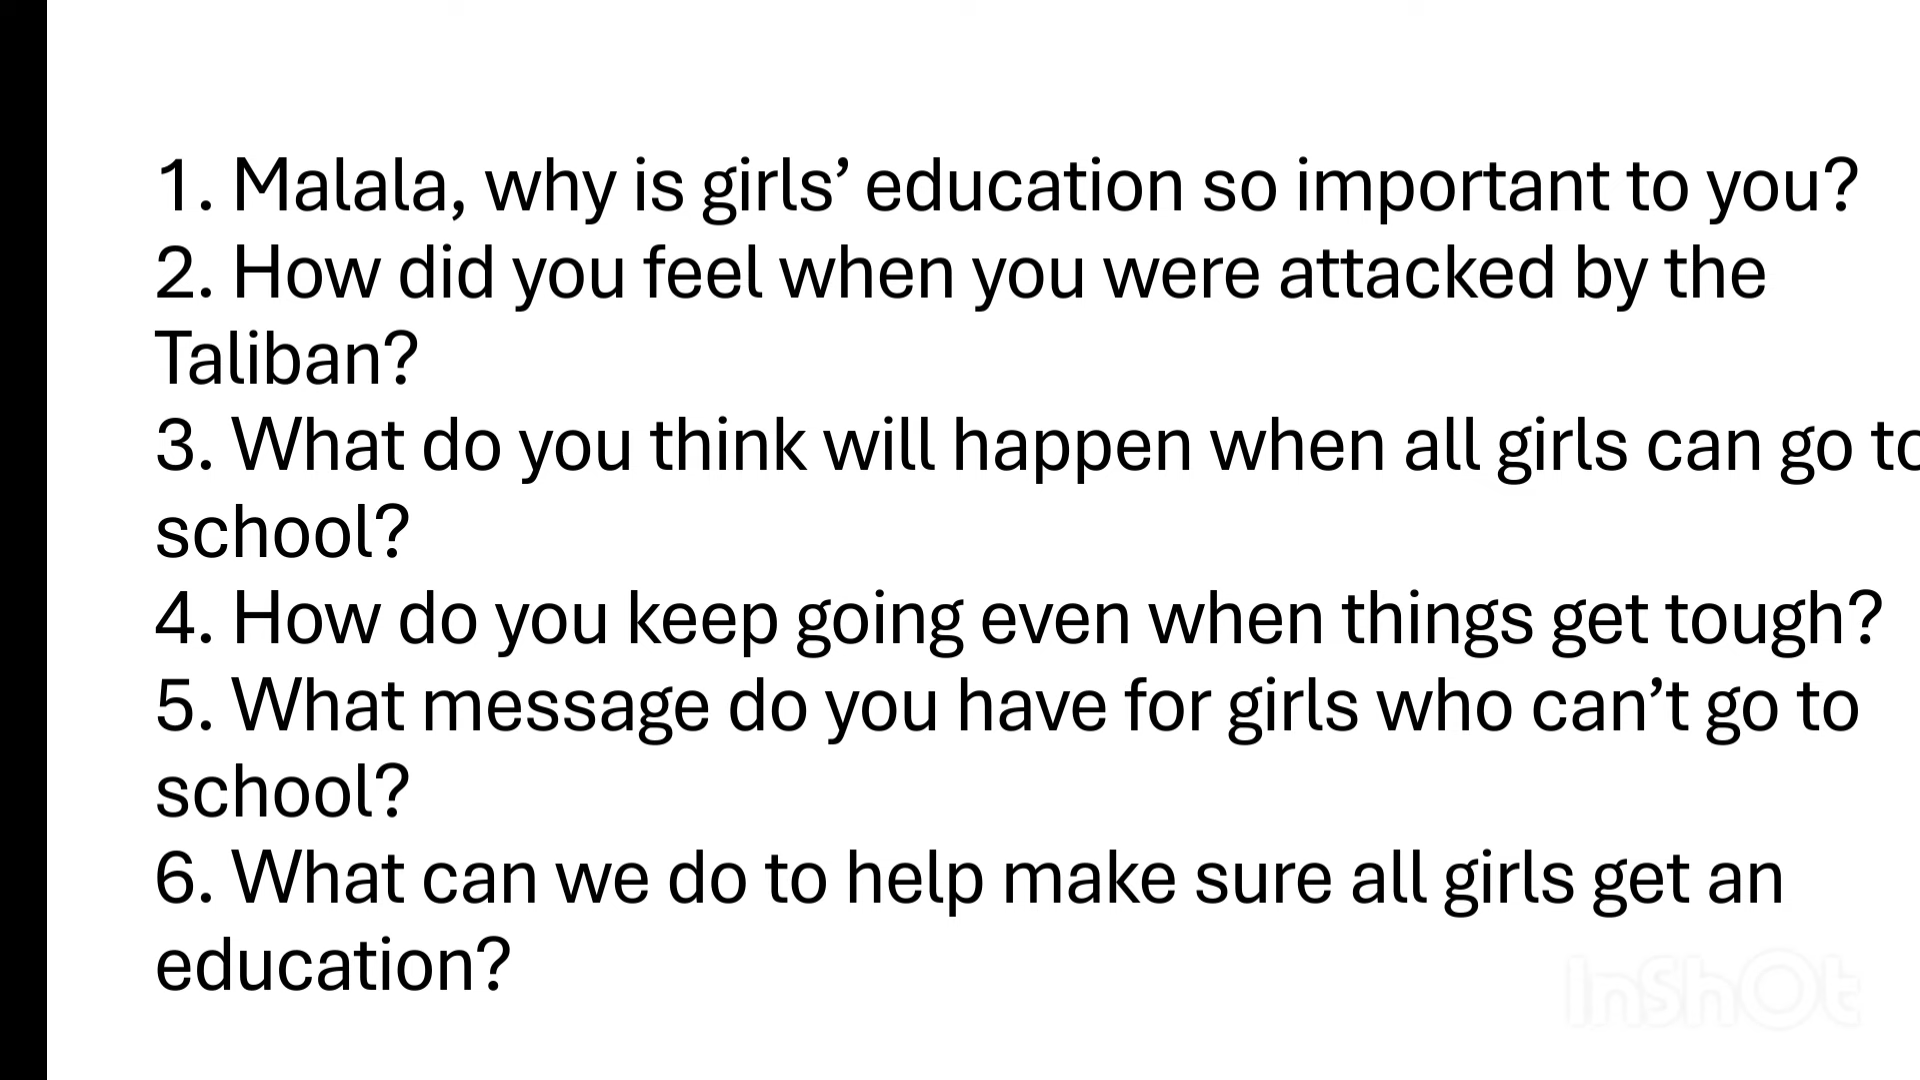 1. Malala, why is girls’ education so important to you?
2. How did you feel when you were attacked by the
Taliban?
3. What do you think will happen when all girls can go to
school?
4. How do you keep going even when things get tough?
5. What message do you have for girls who can’t go to
school?
6. What can we do to help make sure all girls get an
education?
InShOt